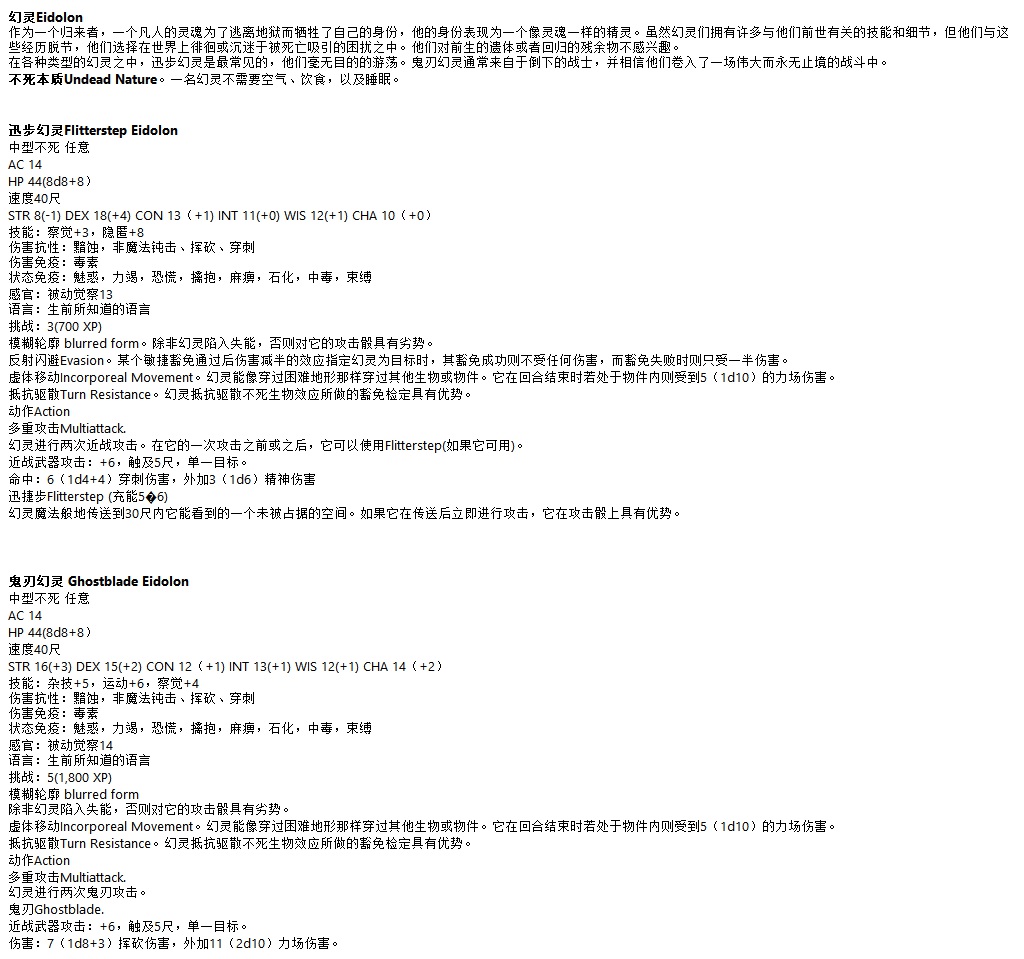 幻灵Eidolon
作为一个归来者，一个凡人的灵魂为了逃离地狱而牺牲了自己的身份，他的身份表现为一个像灵魂一样的精灵。虽然幻灵们拥有许多与他们前世有关的技能和细节，但他们与这
些经历脱节，他们选择在世界上徘徊或沉迷于被死亡吸引的困扰之中。他们对前生的遗体或者回归的残余物不感兴趣。
在各种类型的幻灵之中，迅步幻灵是最常见的，他们毫无目的的游荡。鬼刃幻灵通常来自于倒下的战士，并相信他们卷入了一场伟大而永无止境的战斗中。
不死本质Undead Nature。一名幻灵不需要空气、饮食，以及睡眠。
迅步幻灵Flitterstep Eidolon
中型不死 任意
AC 14
HP 44(8d8+8）
速度40尺
STR 8(-1) DEX 18(+4) CON 13（+1) INT 11(+0) WIS 12(+1) CHA 10（+0）
技能：察觉+3，隐匿+8
伤害抗性：黯蚀，非魔法钝击、挥砍、穿刺
伤害免疫：毒素
状态免疫：魅惑，力竭，恐慌，擒抱，麻痹，石化，中毒，束缚
感官：被动觉察13
语言：生前所知道的语言
挑战：3(700 XP)
模糊轮廓 blurred form。除非幻灵陷入失能，否则对它的攻击骰具有劣势。
反射闪避Evasion。某个敏捷豁免通过后伤害减半的效应指定幻灵为目标时，其豁免成功则不受任何伤害，而豁免失败时则只受一半伤害。
虚体移动Incorporeal Movement。幻灵能像穿过困难地形那样穿过其他生物或物件。它在回合结束时若处于物件内则受到5（1d10）的力场伤害。
抵抗驱散Turn Resistance。幻灵抵抗驱散不死生物效应所做的豁免检定具有优势。
动作Action
多重攻击Multiattack.
幻灵进行两次近战攻击。在它的一次攻击之前或之后，它可以使用Flitterstep(如果它可用)。
近战武器攻击：+6，触及5尺，单一目标。
命中：6（1d4+4）穿刺伤害，外加3（1d6）精神伤害
迅捷步Flitterstep (充能5�6)
幻灵魔法般地传送到30尺内它能看到的一个未被占据的空间。如果它在传送后立即进行攻击，它在攻击骰上具有优势。
鬼刃幻灵 Ghostblade Eidolon
中型不死 任意
AC 14
HP 44(8d8+8）
速度40尺
STR 16(+3) DEX 15(+2) CON 12（+1) INT 13(+1) WIS 12(+1) CHA 14（+2）
技能：杂技+5，运动+6，察觉+4
伤害抗性：黯蚀，非魔法钝击、挥砍、穿刺
伤害免疫：毒素
状态免疫：魅惑，力竭，恐慌，擒抱，麻痹，石化，中毒，束缚
感官：被动觉察14
语言：生前所知道的语言
挑战：5(1,800 XP)
模糊轮廓 blurred form
除非幻灵陷入失能，否则对它的攻击骰具有劣势。
虚体移动Incorporeal Movement。幻灵能像穿过困难地形那样穿过其他生物或物件。它在回合结束时若处于物件内则受到5（1d10）的力场伤害。
抵抗驱散Turn Resistance。幻灵抵抗驱散不死生物效应所做的豁免检定具有优势。
动作Action
多重攻击Multiattack.
幻灵进行两次鬼刃攻击。
鬼刃Ghostblade.
近战武器攻击：+6，触及5尺，单一目标。
伤害：7（1d8+3）挥砍伤害，外加11（2d10）力场伤害。